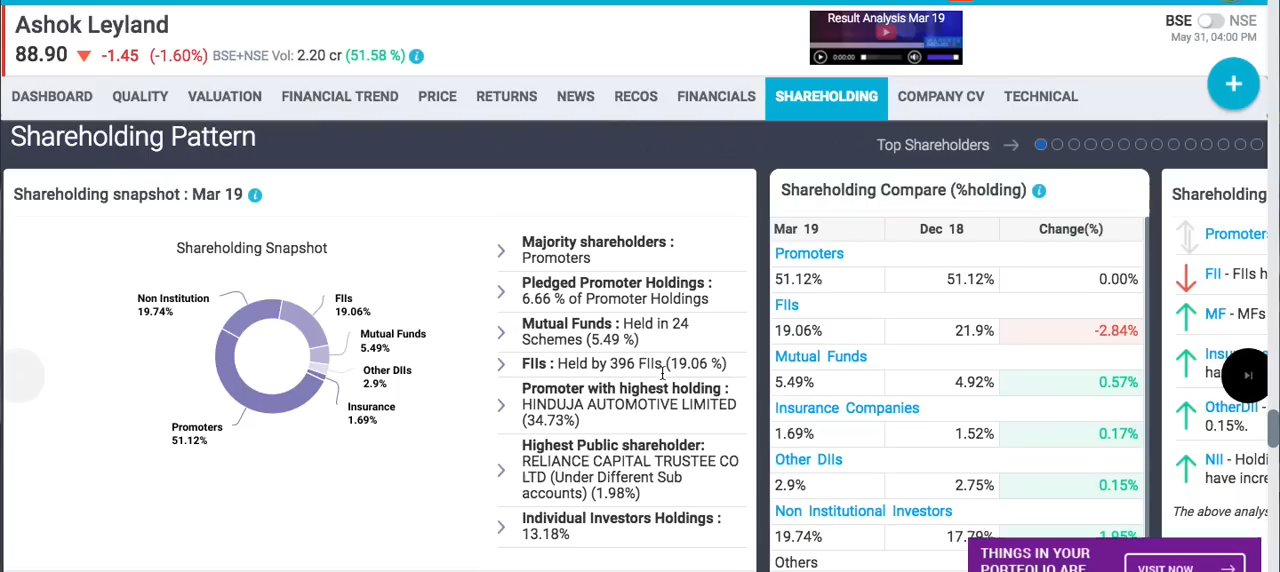 Ashok Leyland
88.90 ▼ -1.45 (-1.60%) BSE+NSE Vol: 2.20 cr (51.58 %)
Result Analysis Mar 19
0:00:00
BSE NSE
May 31, 04:00 PM
+
DASHBOARD QUALITY VALUATION FINANCIAL TREND PRICE RETURNS NEWS RECOS FINANCIALS SHAREHOLDING COMPANY CV TECHNICAL
Shareholding Pattern
Top Shareholders →
Shareholding snapshot : Mar 19
Shareholding Snapshot
Non Institution
19.74%
FIIs
19.06%
Mutual Funds
5.49%
Other DIIs
2.9%
Insurance
1.69%
Promoters
51.12%
Majority shareholders :
Promoters
Pledged Promoter Holdings :
6.66 % of Promoter Holdings
Mutual Funds : Held in 24
Schemes (5.49 %)
FIIs : Held by 396 FIIs (19.06 %)
Promoter with highest holding :
HINDUJA AUTOMOTIVE LIMITED
(34.73%)
Highest Public shareholder:
RELIANCE CAPITAL TRUSTEE CO
LTD (Under Different Sub
accounts) (1.98%)
Individual Investors Holdings :
13.18%
Shareholding Compare (%holding)
Mar 19 Dec 18 Change(%)
Promoters
51.12% 51.12% 0.00%
FIIs
19.06% 21.9% -2.84%
Mutual Funds
5.49% 4.92% 0.57%
Insurance Companies
1.69% 1.52% 0.17%
Other DIIs
2.9% 2.75% 0.15%
Non Institutional Investors
19.74% 17.79% 1.95%
Others
Shareholding
Promoters
FII - FIIs h
MF - MFs
Insu
ha
OtherDII -
0.15%.
NII - Holdi
have incre
The above analys
THINGS IN YOUR
PORTFOLIO ARE
VISIT NOW